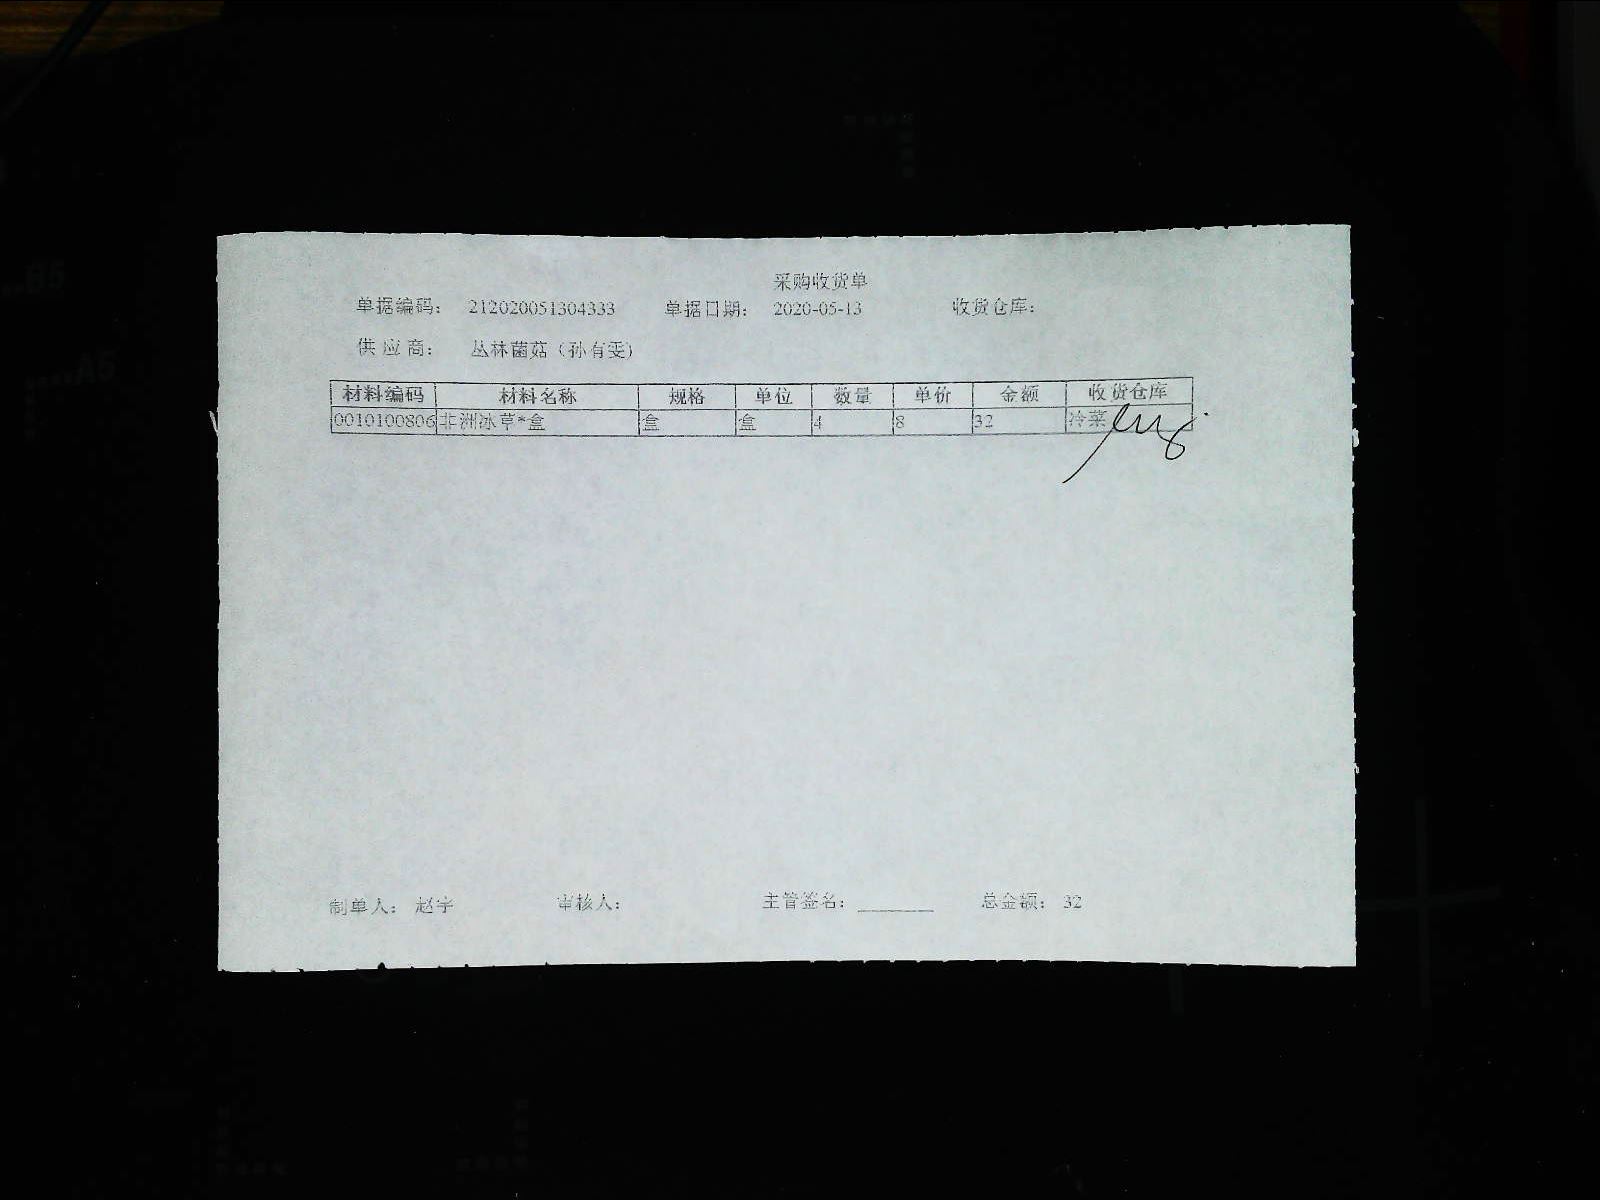 采购收货单
单据编码： 212020051304333 单据日期： 2020-05-13 收货仓库：
供 应 商： 丛林菌菇（孙有雯）
材料编码 材料名称 规格 单位 数量 单价 金额 收货仓库
0010100806 非洲冰草*盒 盒 盒 4 8 32 冷菜
制单人： 赵宇 审核人： 主管签名： 总金额： 32
B5
A5